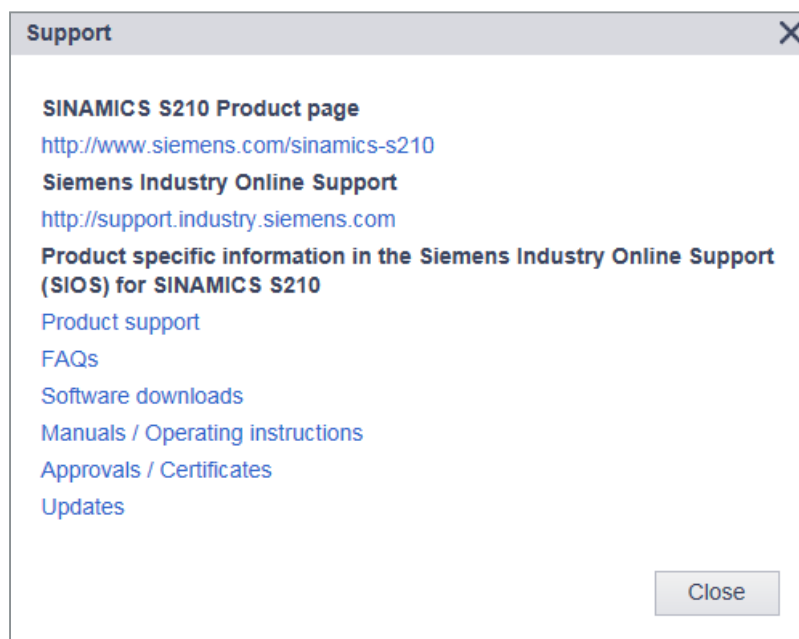 Support
SINAMICS S210 Product page
http://www.siemens.com/sinamics-s210
Siemens Industry Online Support
http://support.industry.siemens.com
Product specific information in the Siemens Industry Online Support
(SIOS) for SINAMICS S210
Product support
FAQs
Software downloads
Manuals / Operating instructions
Approvals / Certificates
Updates
Close